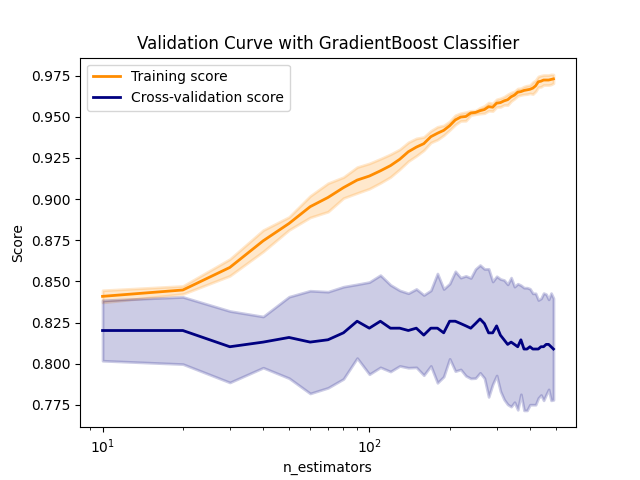 Validation Curve with GradientBoost Classifier
Training score
Cross-validation score
Score
0.975
0.950
0.925
0.900
0.875
0.850
0.825
0.800
0.775
10¹
10²
n_estimators